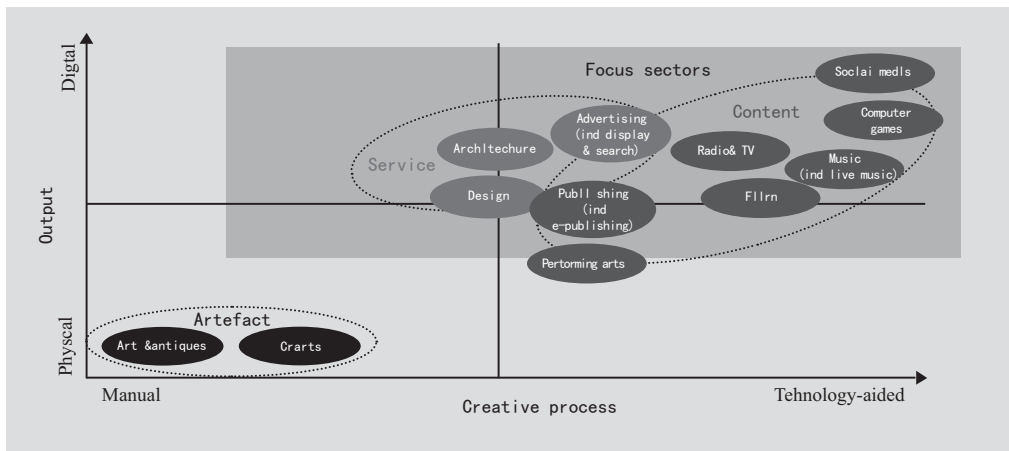 Digtal
Output
Physcal
Focus sectors
Soclai medls
Content
Computer
games
Advertising
(ind display
& search)
Archltechure
Service
Radio& TV
Music
(ind live music)
Design
Publl shing
(ind
e-publishing)
Fllrn
Pertorming arts
Artefact
Art &antiques
Crarts
Manual
Creative process
Tehnology-aided